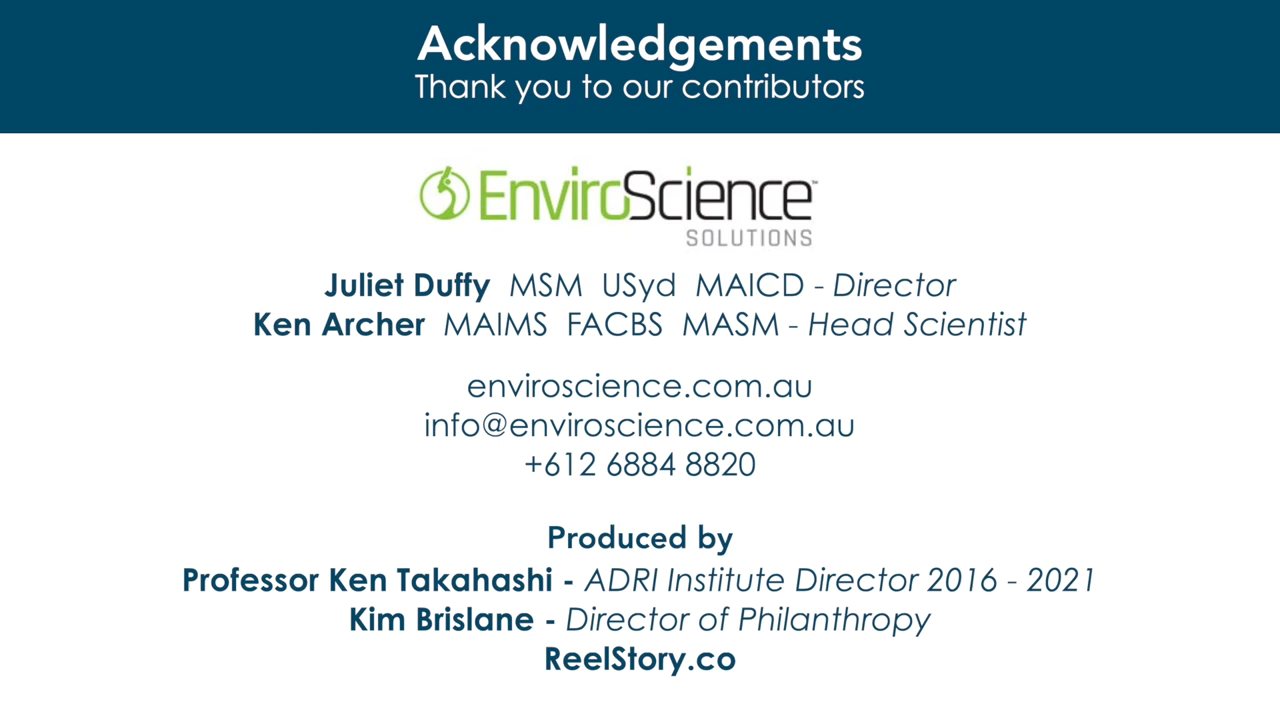 Acknowledgements
Thank you to our contributors
EnviroScience
SOLUTIONS
Juliet Duffy MSM USyd MAICD - Director
Ken Archer MAIMS FACBS MASM - Head Scientist
enviroscience.com.au
info@enviroscience.com.au
+612 6884 8820
Produced by
Professor Ken Takahashi - ADRI Institute Director 2016 - 2021
Kim Brislane - Director of Philanthropy
ReelStory.co